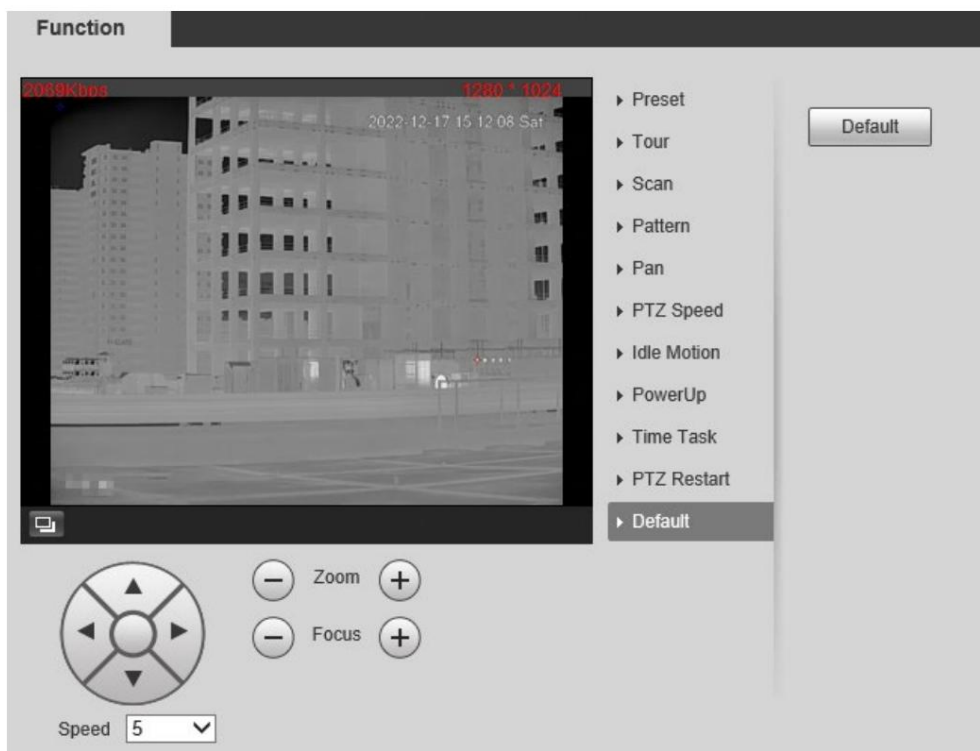 Function
2069Kbps 1280 * 1024
2022-12-17 15:12:08 Sat
Preset
Tour
Scan
Pattern
Pan
PTZ Speed
Idle Motion
PowerUp
Time Task
PTZ Restart
Default
Default
Zoom
Focus
Speed 5